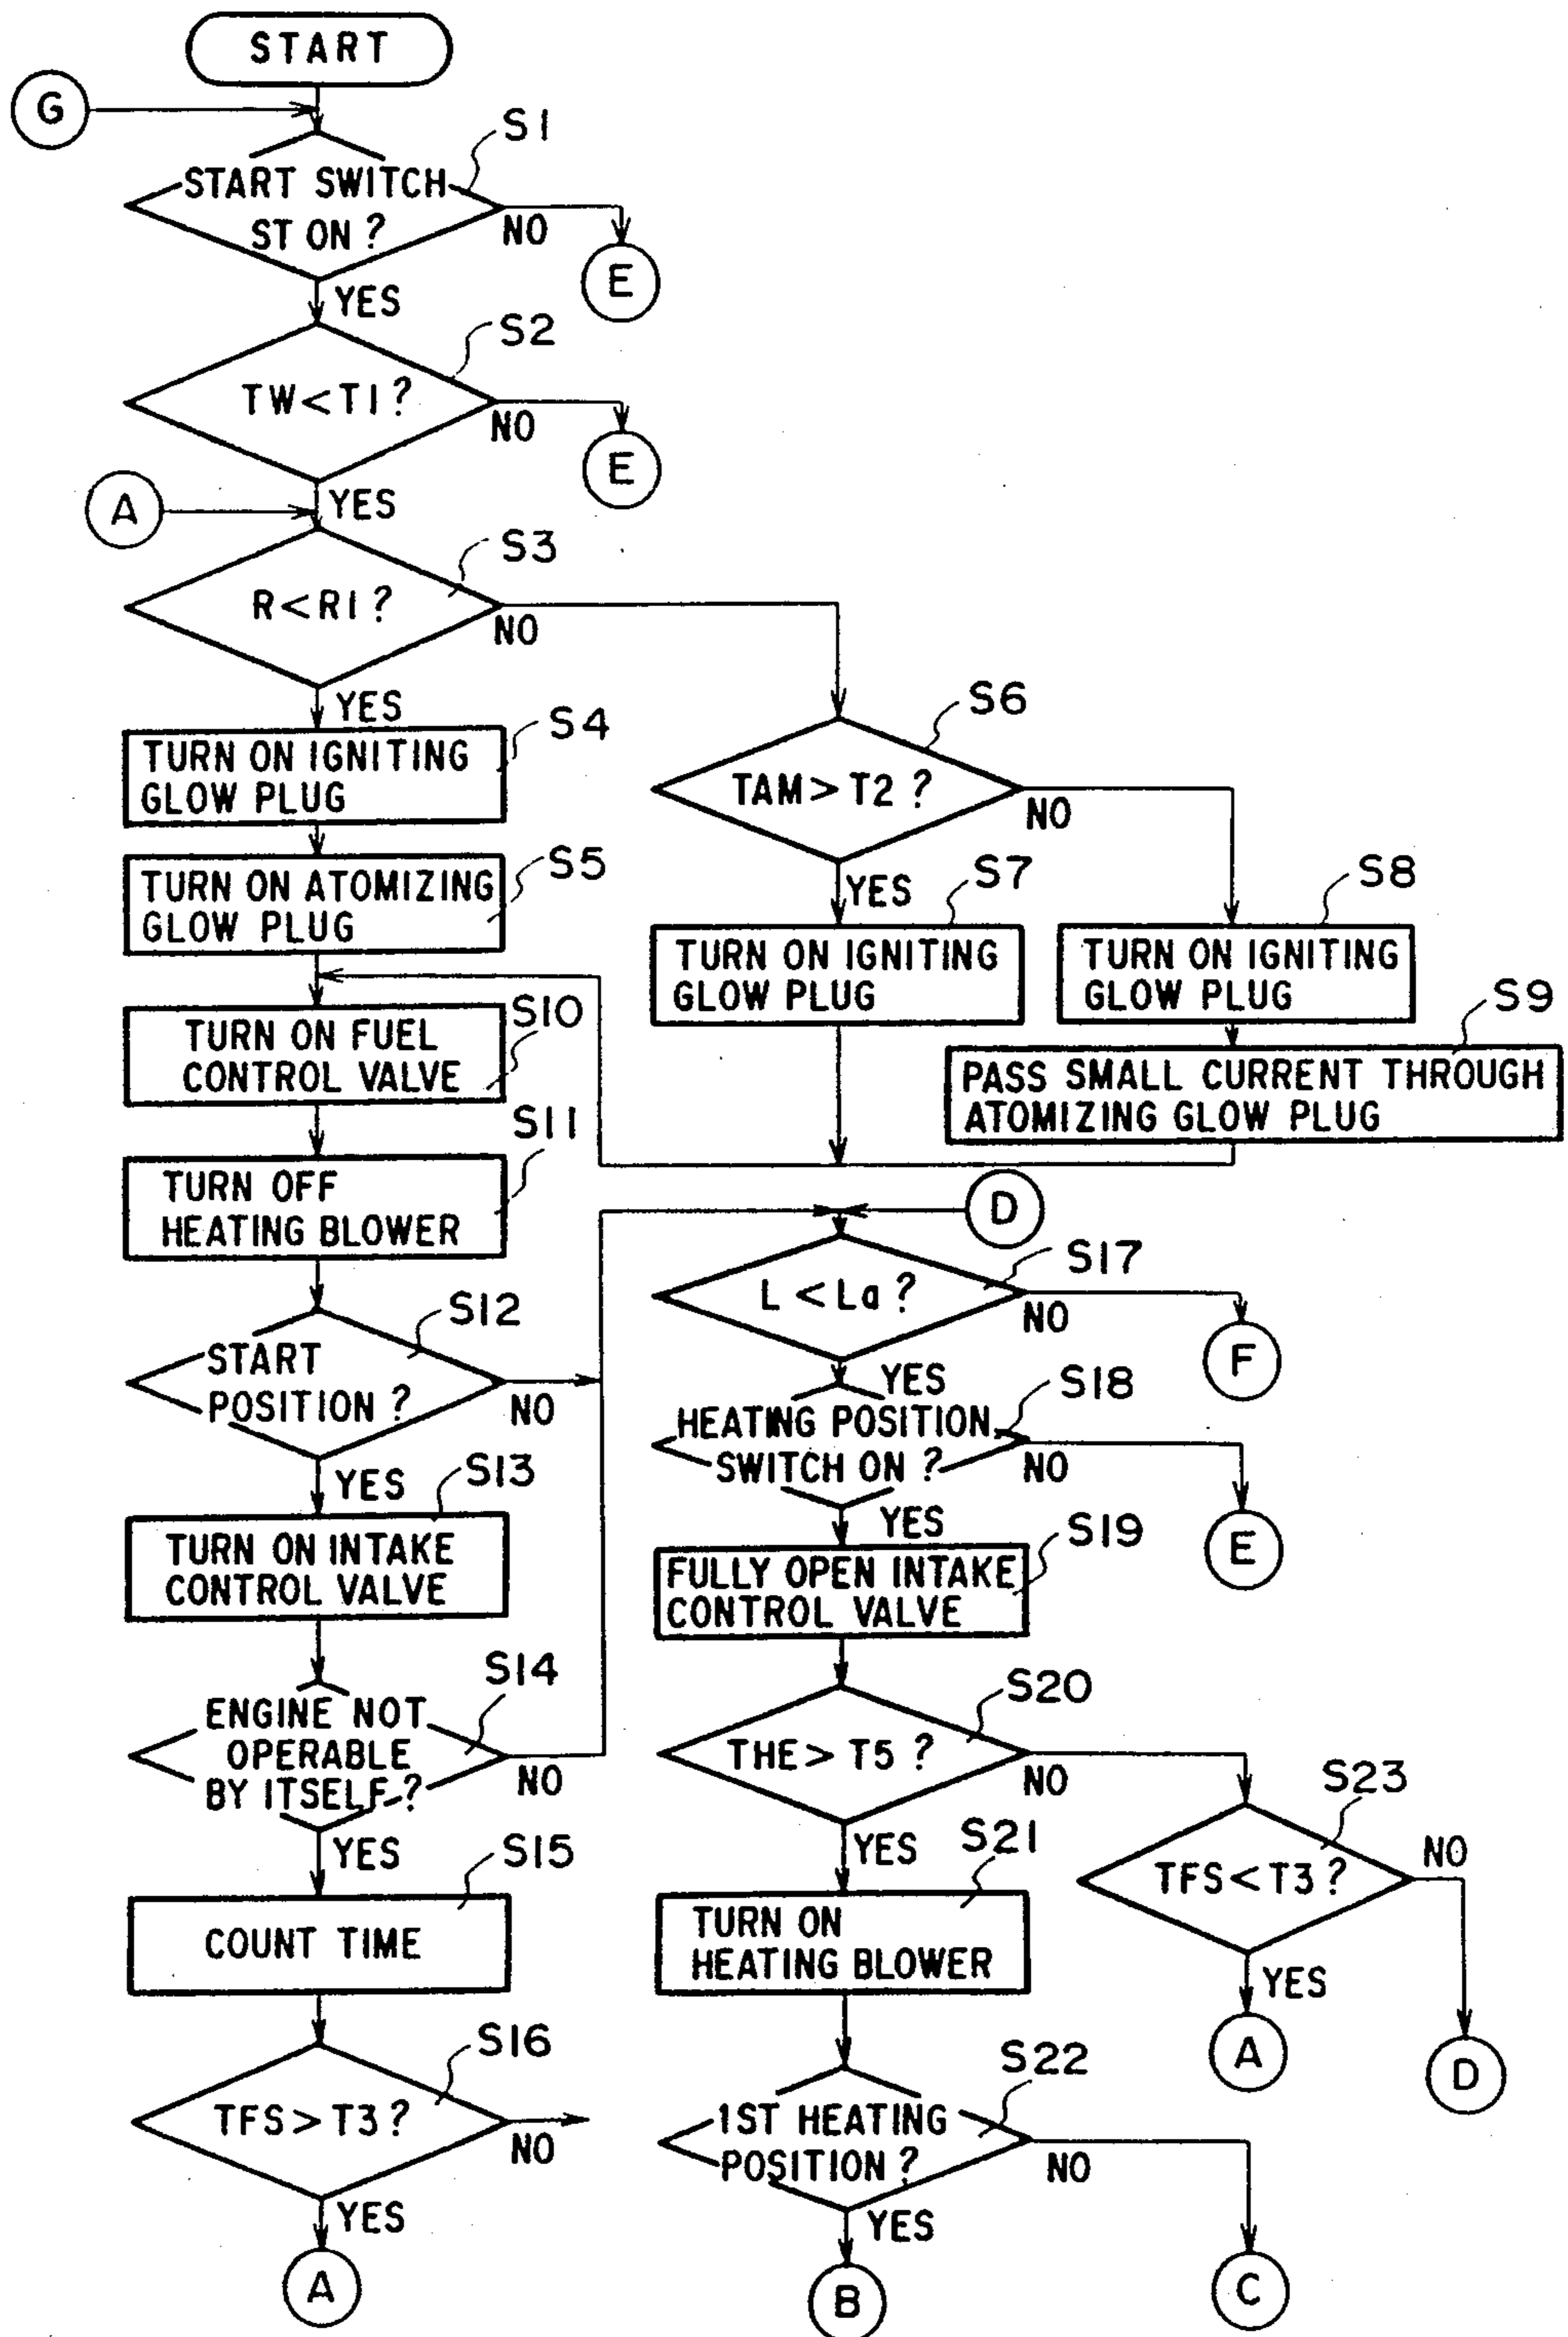 START
G
S1
START SWITCH
ST ON ?
NO
E
YES
S2
TW < T1 ?
NO
E
A
YES
S3
R < R1 ?
NO
YES
S4
TURN ON IGNITING
GLOW PLUG
S5
TURN ON ATOMIZING
GLOW PLUG
S6
TAM > T2 ?
NO
YES
S7
TURN ON IGNITING
GLOW PLUG
S8
TURN ON IGNITING
GLOW PLUG
S9
PASS SMALL CURRENT THROUGH
ATOMIZING GLOW PLUG
S10
TURN ON FUEL
CONTROL VALVE
S11
TURN OFF
HEATING BLOWER
S12
START
POSITION ?
NO
YES
S13
TURN ON INTAKE
CONTROL VALVE
S14
ENGINE NOT
OPERABLE
BY ITSELF ?
NO
YES
S15
COUNT TIME
S16
TFS > T3 ?
NO
YES
A
D
S17
L < La ?
NO
F
YES
S18
HEATING POSITION
SWITCH ON ?
NO
E
YES
S19
FULLY OPEN INTAKE
CONTROL VALVE
S20
THE > T5 ?
NO
YES
S21
TURN ON
HEATING BLOWER
S22
1ST HEATING
POSITION ?
NO
C
YES
B
S23
TFS < T3 ?
NO
D
YES
A